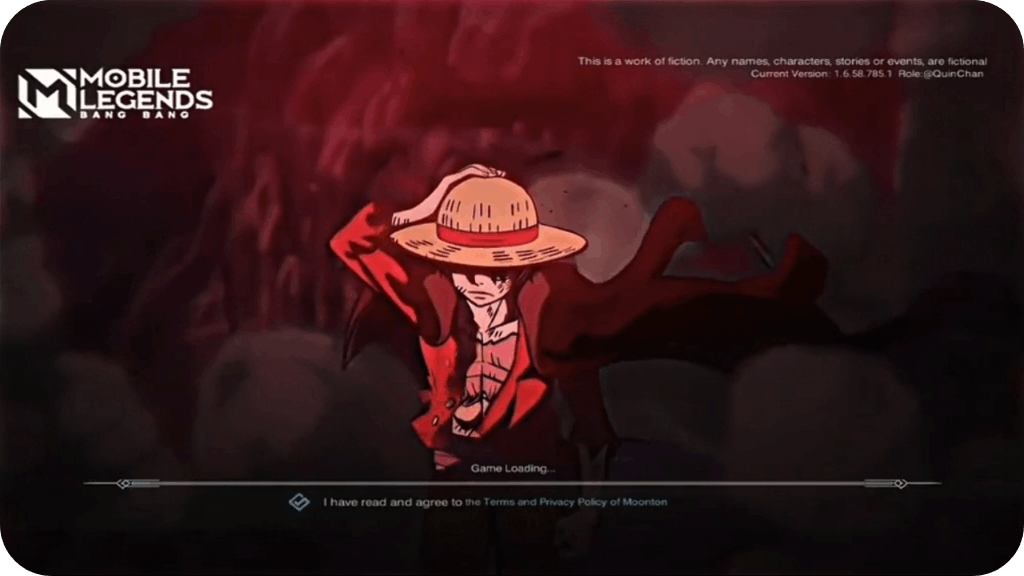 MOBILE
LEGENDS
BANG BANG
This is a work of fiction. Any names, characters, stories or events, are fictional
Current Version: 1.6.58.785.1 Role:@QuinChan
Game Loading...
I have read and agree to the Terms and Privacy Policy of Moonton